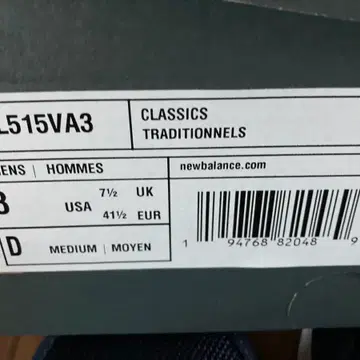 L515VA3
CLASSICS
TRADITIONNELS
ENS | HOMMES
newbalance.com
8 USA 7½ UK
41½ EUR
D MEDIUM | MOYEN
1 94768 82048 9